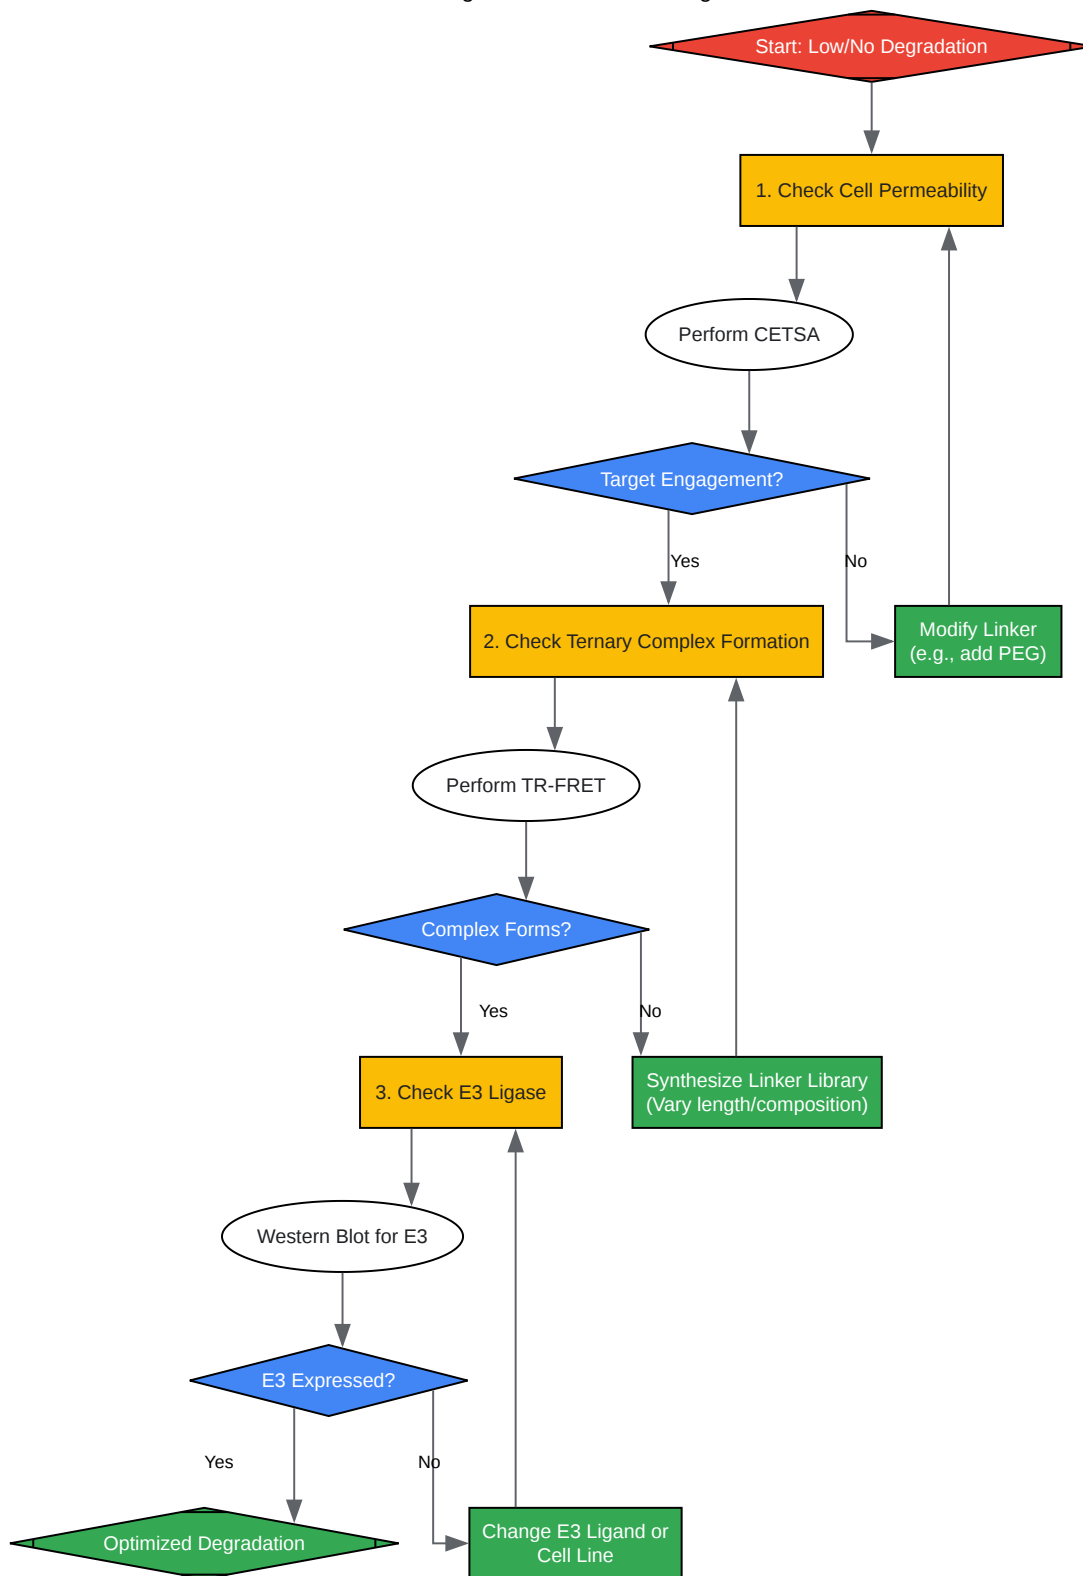 Start: Low/No Degradation
1. Check Cell Permeability
Perform CETSA
Target Engagement?
Yes
No
2. Check Ternary Complex Formation
Modify Linker
(e.g., add PEG)
Perform TR-FRET
Complex Forms?
Yes
No
3. Check E3 Ligase
Synthesize Linker Library
(Vary length/composition)
Western Blot for E3
E3 Expressed?
Yes
No
Optimized Degradation
Change E3 Ligand or
Cell Line